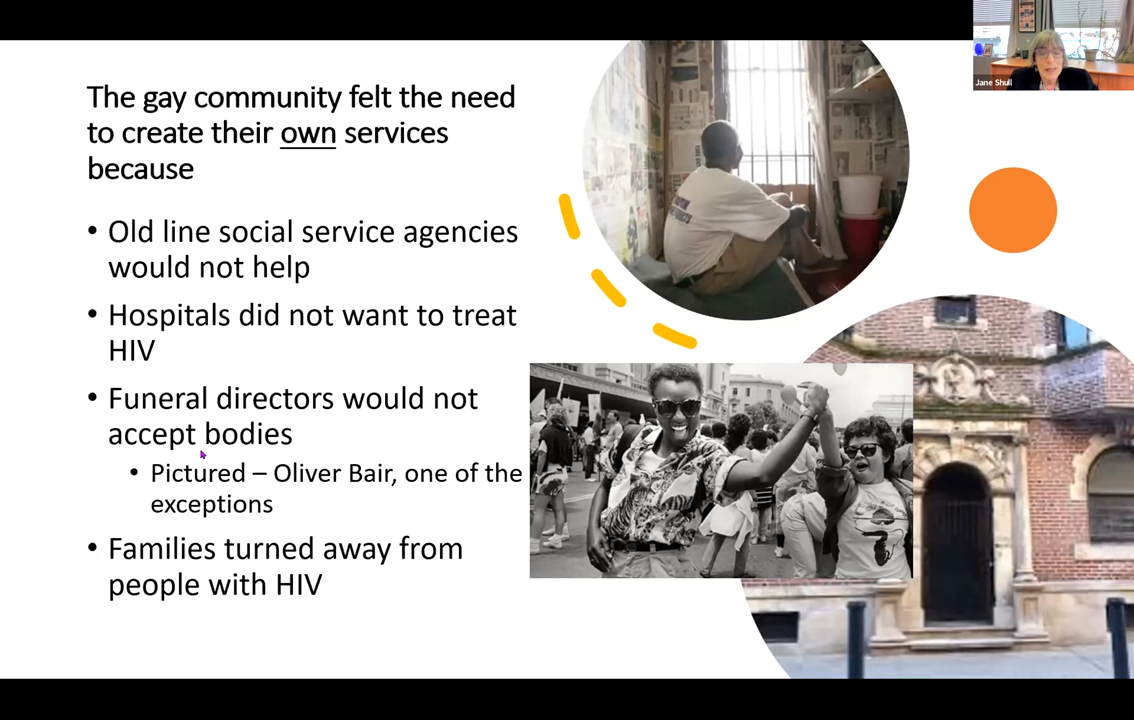 The gay community felt the need
to create their own services
because
• Old line social service agencies
would not help
• Hospitals did not want to treat
HIV
• Funeral directors would not
accept bodies
• Pictured – Oliver Bair, one of the
exceptions
• Families turned away from
people with HIV
Jane Shull